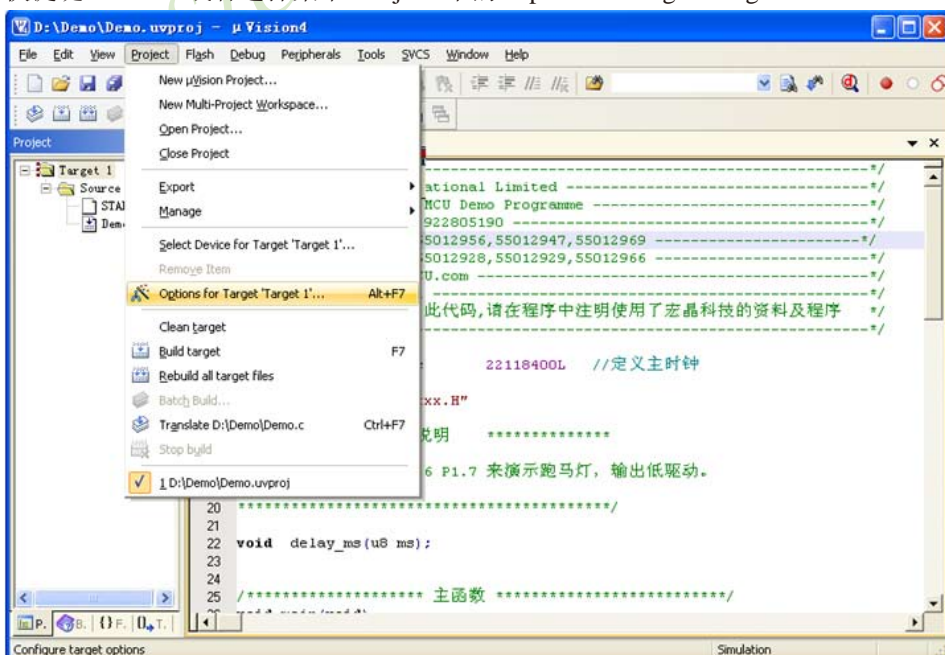 D:\Demo\Demo.uvproj - μVision4
File Edit View Project Flash Debug Peripherals Tools SVCS Window Help
Project
New μVision Project...
New Multi-Project Workspace...
Open Project...
Close Project
Export
Manage
Select Device for Target 'Target 1'...
Remove Item
Options for Target 'Target 1'... Alt+F7
Clean target
Build target F7
Rebuild all target files
Batch Build...
Translate D:\Demo\Demo.c Ctrl+F7
Stop build
1 D:\Demo\Demo.uvproj
Target 1
Source
STA
Dem
---*/
ational Limited ---*/
MCU Demo Programme ---*/
922805190 ---*/
55012956,55012947,55012969 ---*/
55012928,55012929,55012966 ---*/
U.com ---*/
---*/
此代码,请在程序中注明使用了宏晶科技的资料及程序 */
---*/
22118400L //定义主时钟
xx.H"
说明 **************
6 P1.7 来演示跑马灯, 输出低驱动。
20 ******************************************/
21
22 void delay_ms(u8 ms);
23
24
25 /******************** 主函数 **************************/
P. B. {} F. 0. T.
Configure target options Simulation